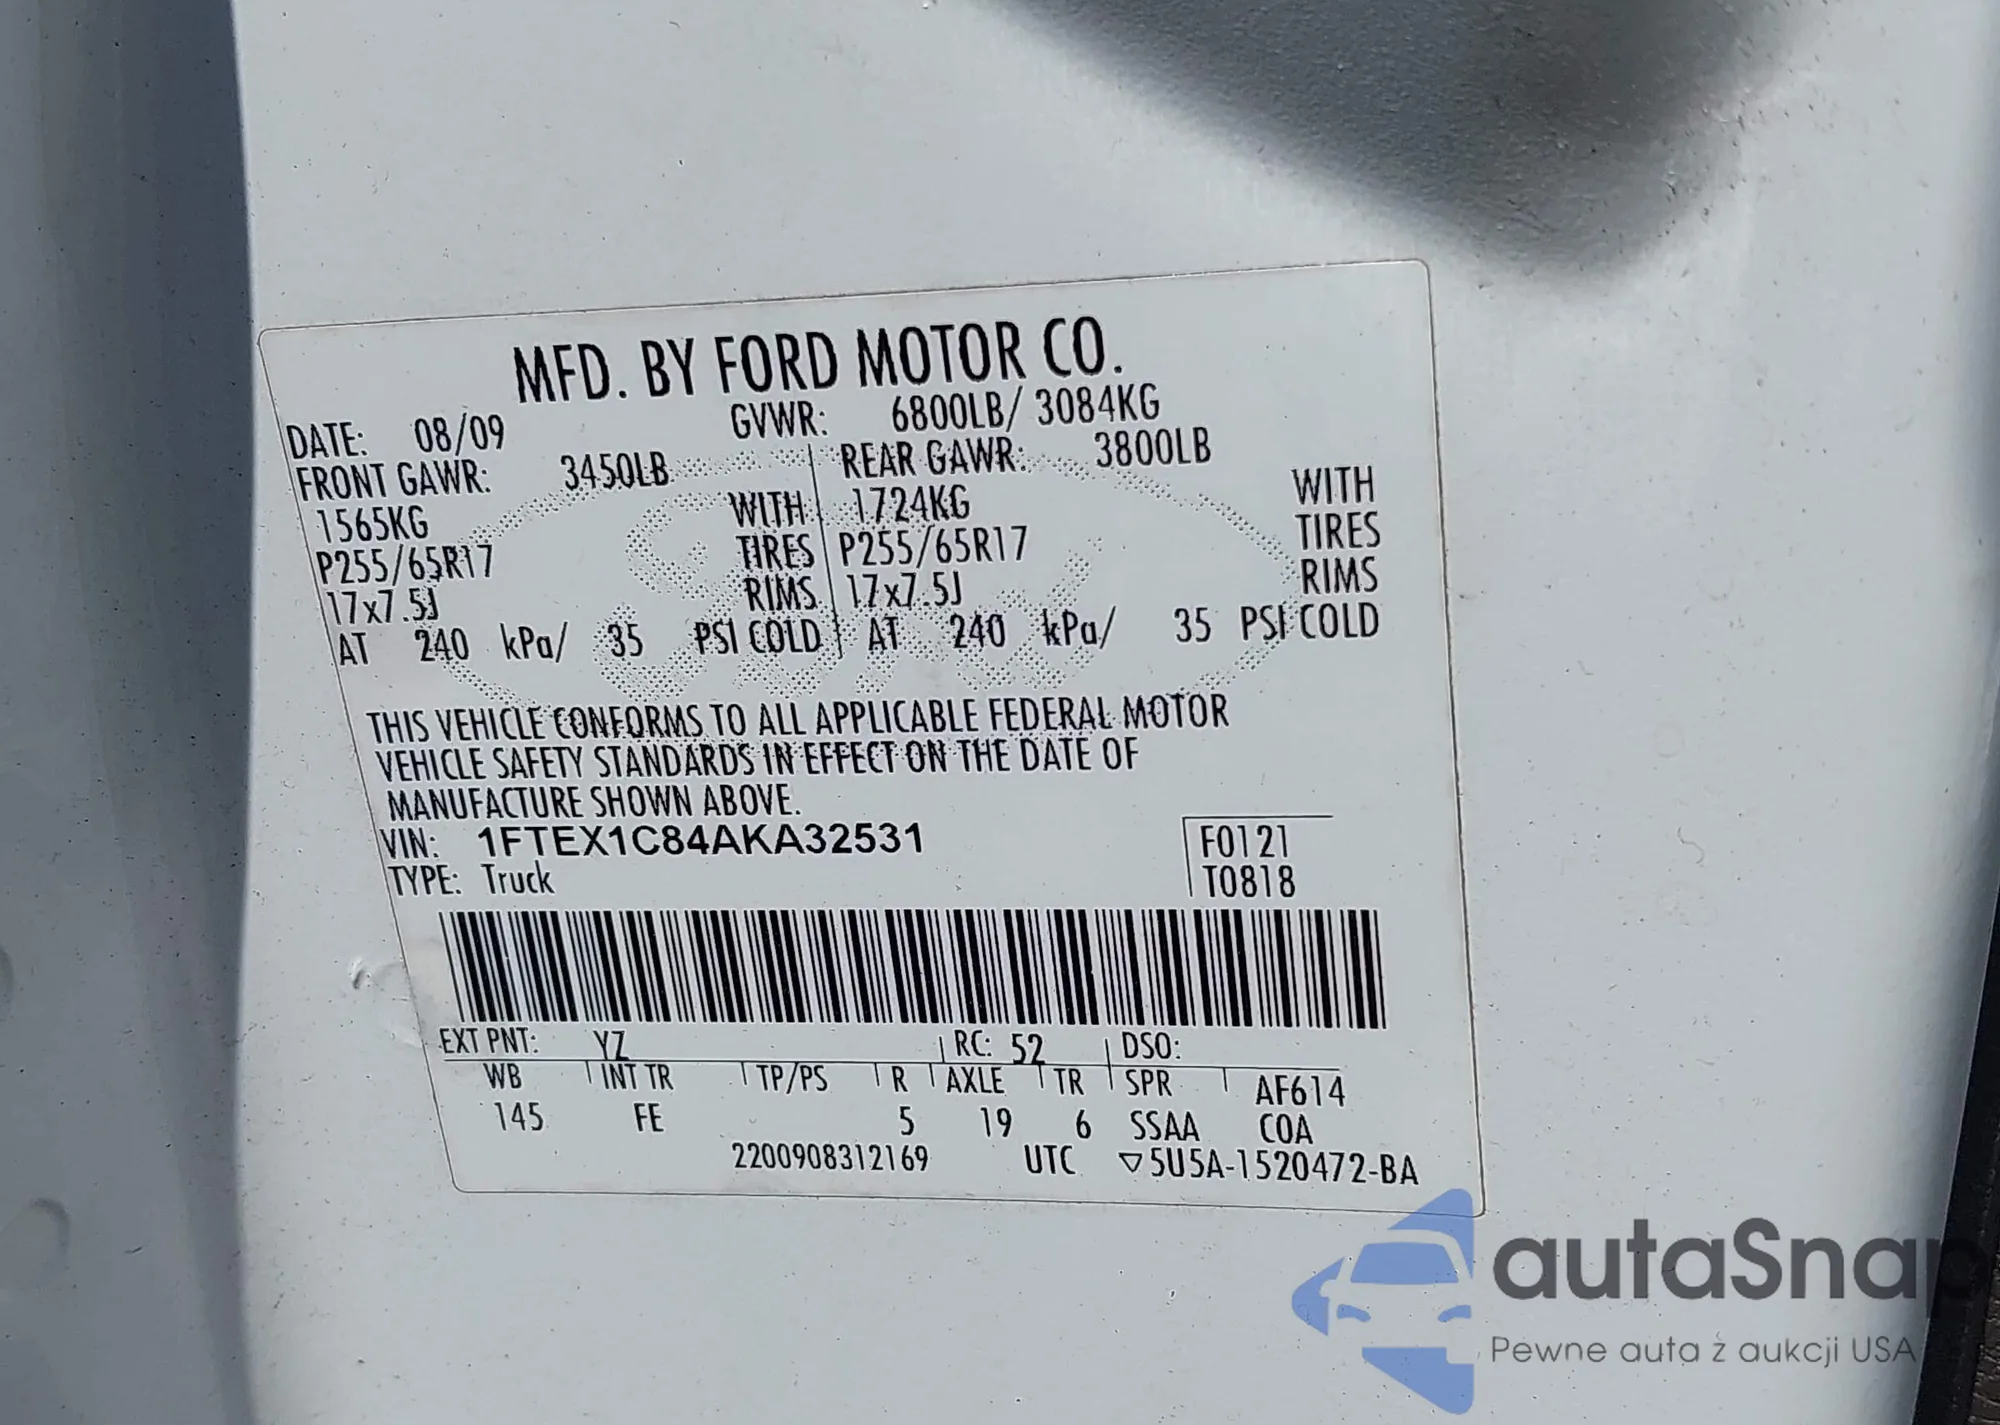 MFD. BY FORD MOTOR CO.
DATE: 08/09 GVWR: 6800LB/ 3084KG
FRONT GAWR: 3450LB REAR GAWR: 3800LB
1565KG WITH 1724KG WITH
P255/65R17 TIRES P255/65R17 TIRES
17x7.5J RIMS 17x7.5J RIMS
AT 240 kPa/ 35 PSI COLD AT 240 kPa/ 35 PSI COLD
THIS VEHICLE CONFORMS TO ALL APPLICABLE FEDERAL MOTOR
VEHICLE SAFETY STANDARDS IN EFFECT ON THE DATE OF
MANUFACTURE SHOWN ABOVE.
VIN: 1FTEX1C84AKA32531 F0121
TYPE: Truck T0818
EXT PNT: YZ RC: 52 DSO:
WB INT TR TP/PS R AXLE TR SPR AF614
145 FE 5 19 6 SSAA COA
2200908312169 UTC ▽5U5A-1520472-BA
autaSnap
Pewne auta z aukcji USA